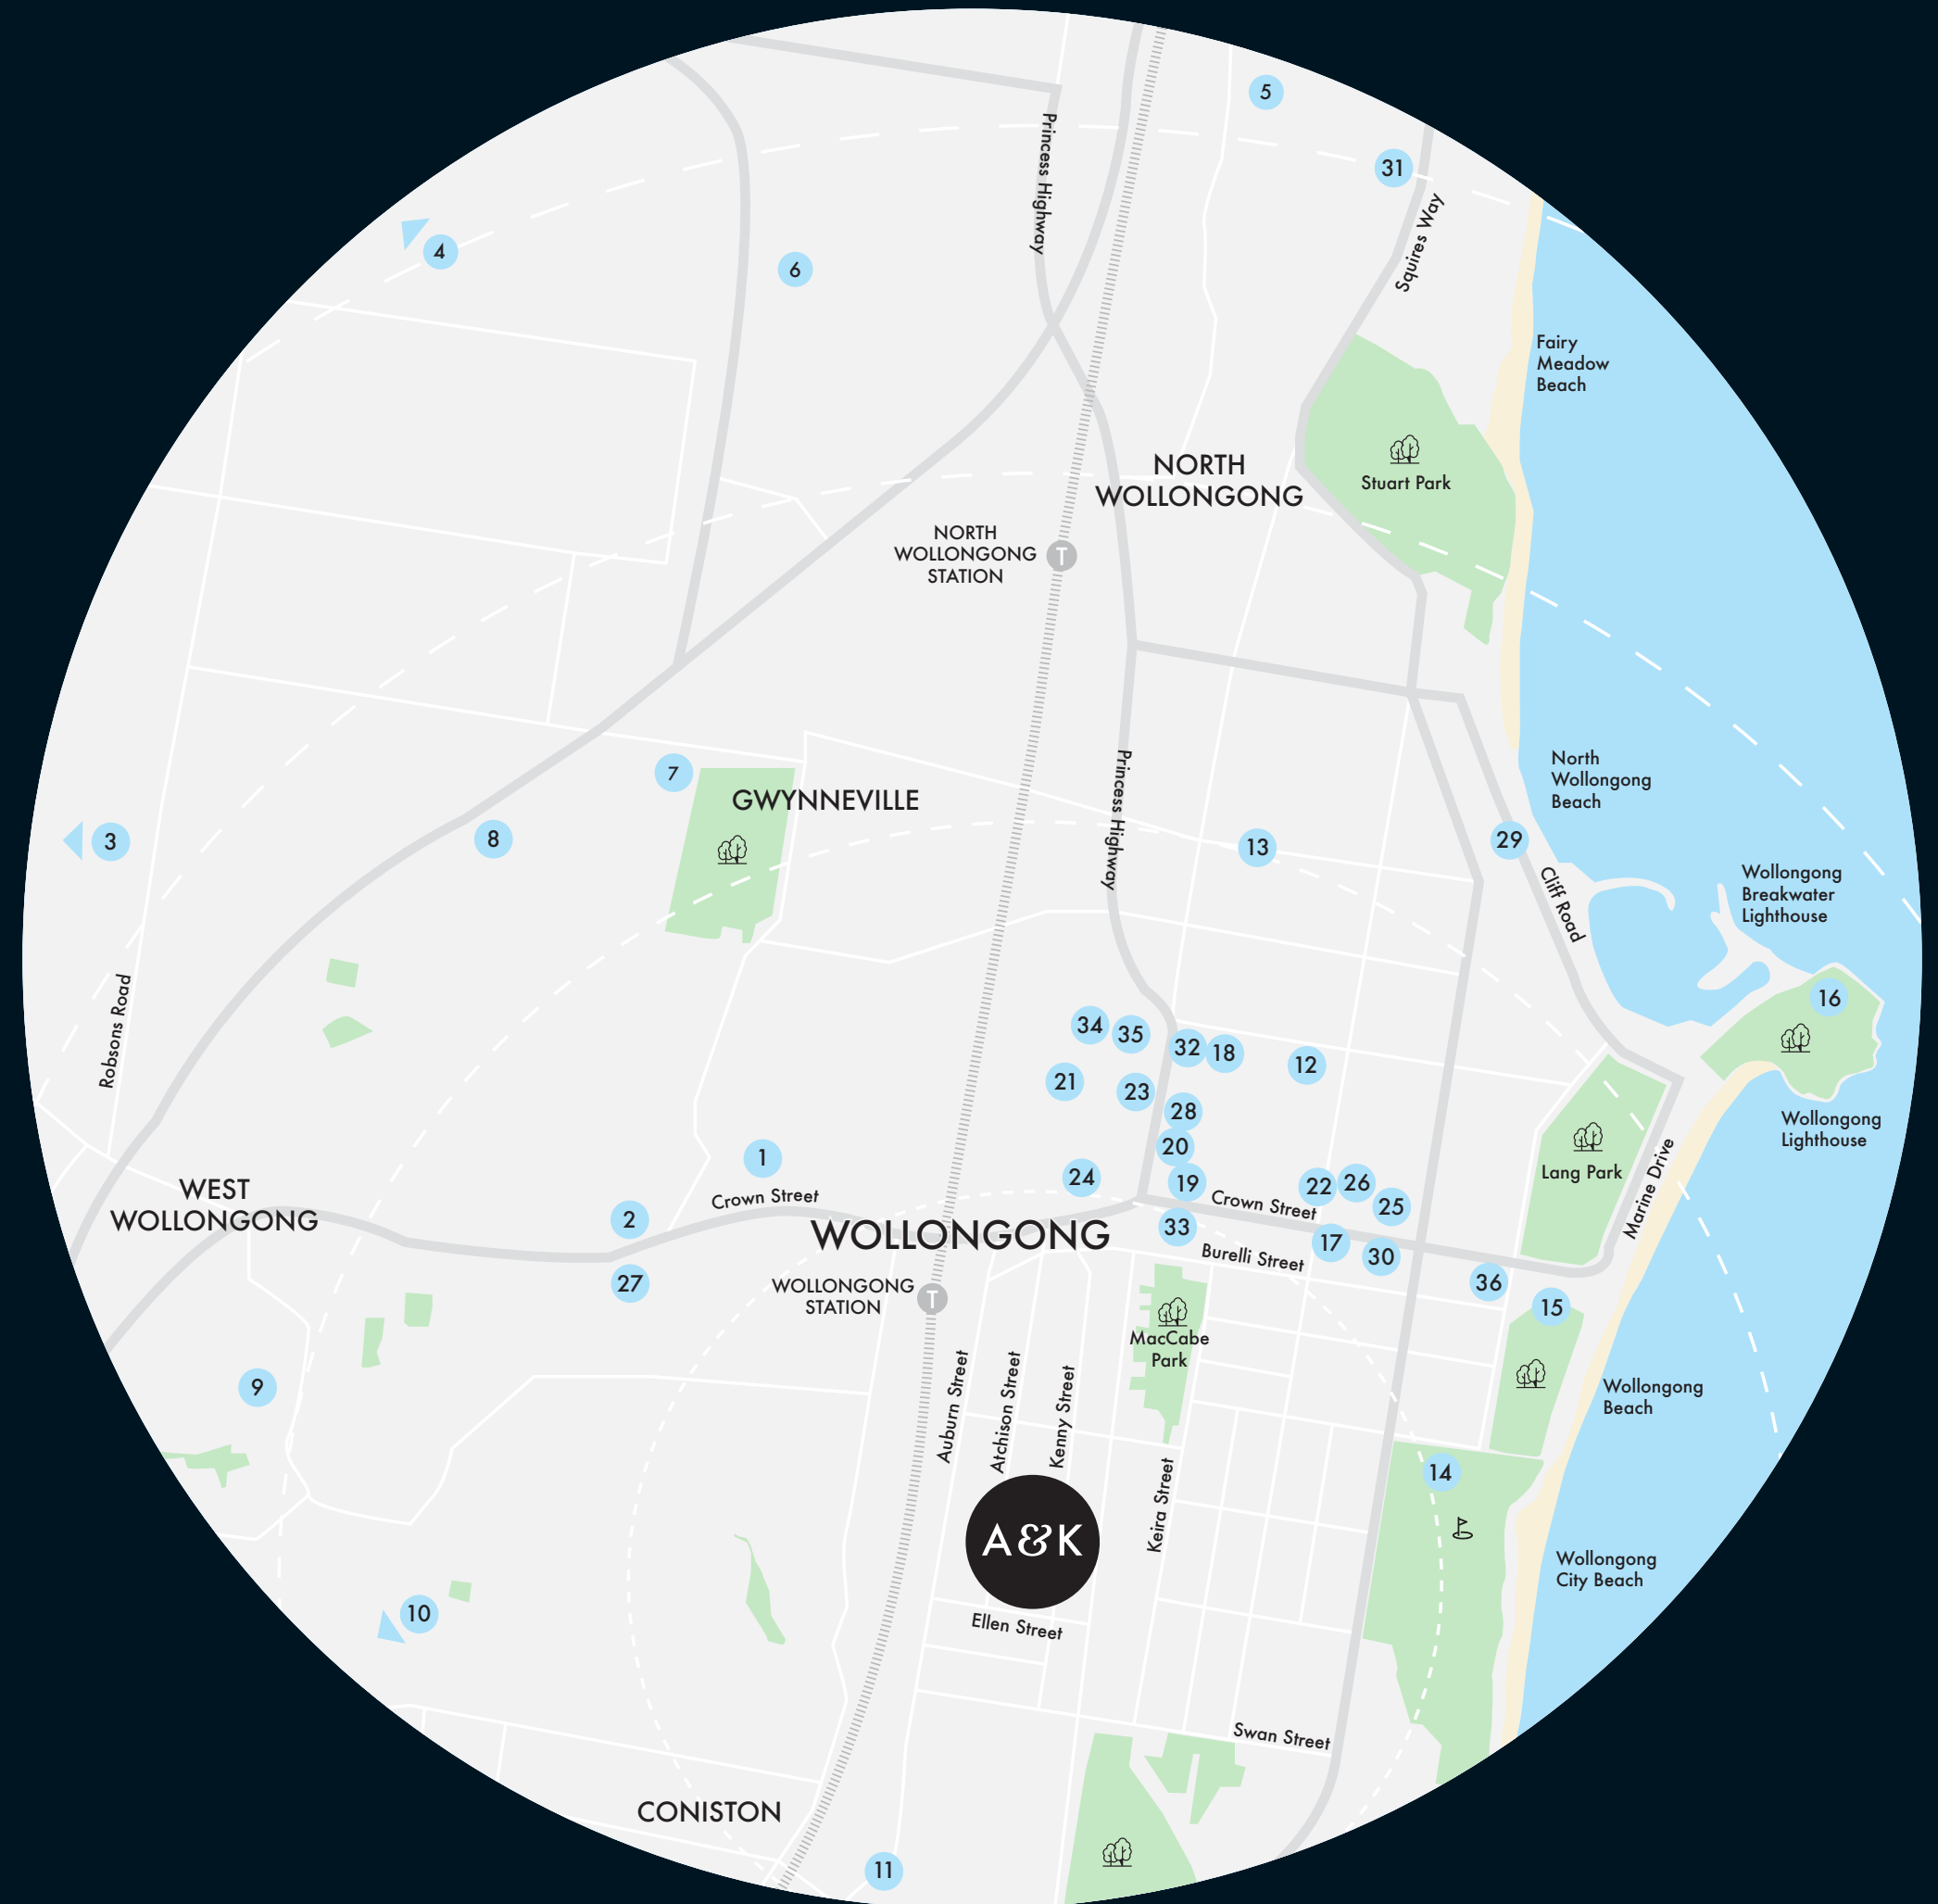 5
31
Princess Highway
Squires Way
4
6
Fairy
Meadow
Beach
NORTH
WOLLONGONG
Stuart Park
NORTH
WOLLONGONG
STATION
T
North
Wollongong
Beach
7
GWYNNEVILLE
Princess Highway
3
8
13
29
Cliff Road
Wollongong
Breakwater
Lighthouse
16
Robsons Road
34
35
32
18
12
21
23
28
20
Wollongong
Lighthouse
1
24
19
22
26
25
Lang Park
Marine Drive
WEST
WOLLONGONG
2
Crown Street
Crown Street
WOLLONGONG
33
17
30
Burelli Street
27
WOLLONGONG
STATION
T
36
15
MacCabe
Park
9
Auburn Street
Atchison Street
Kenny Street
Wollongong
Beach
Keira Street
14
A&K
Wollongong
City Beach
10
Ellen Street
Swan Street
CONISTON
11